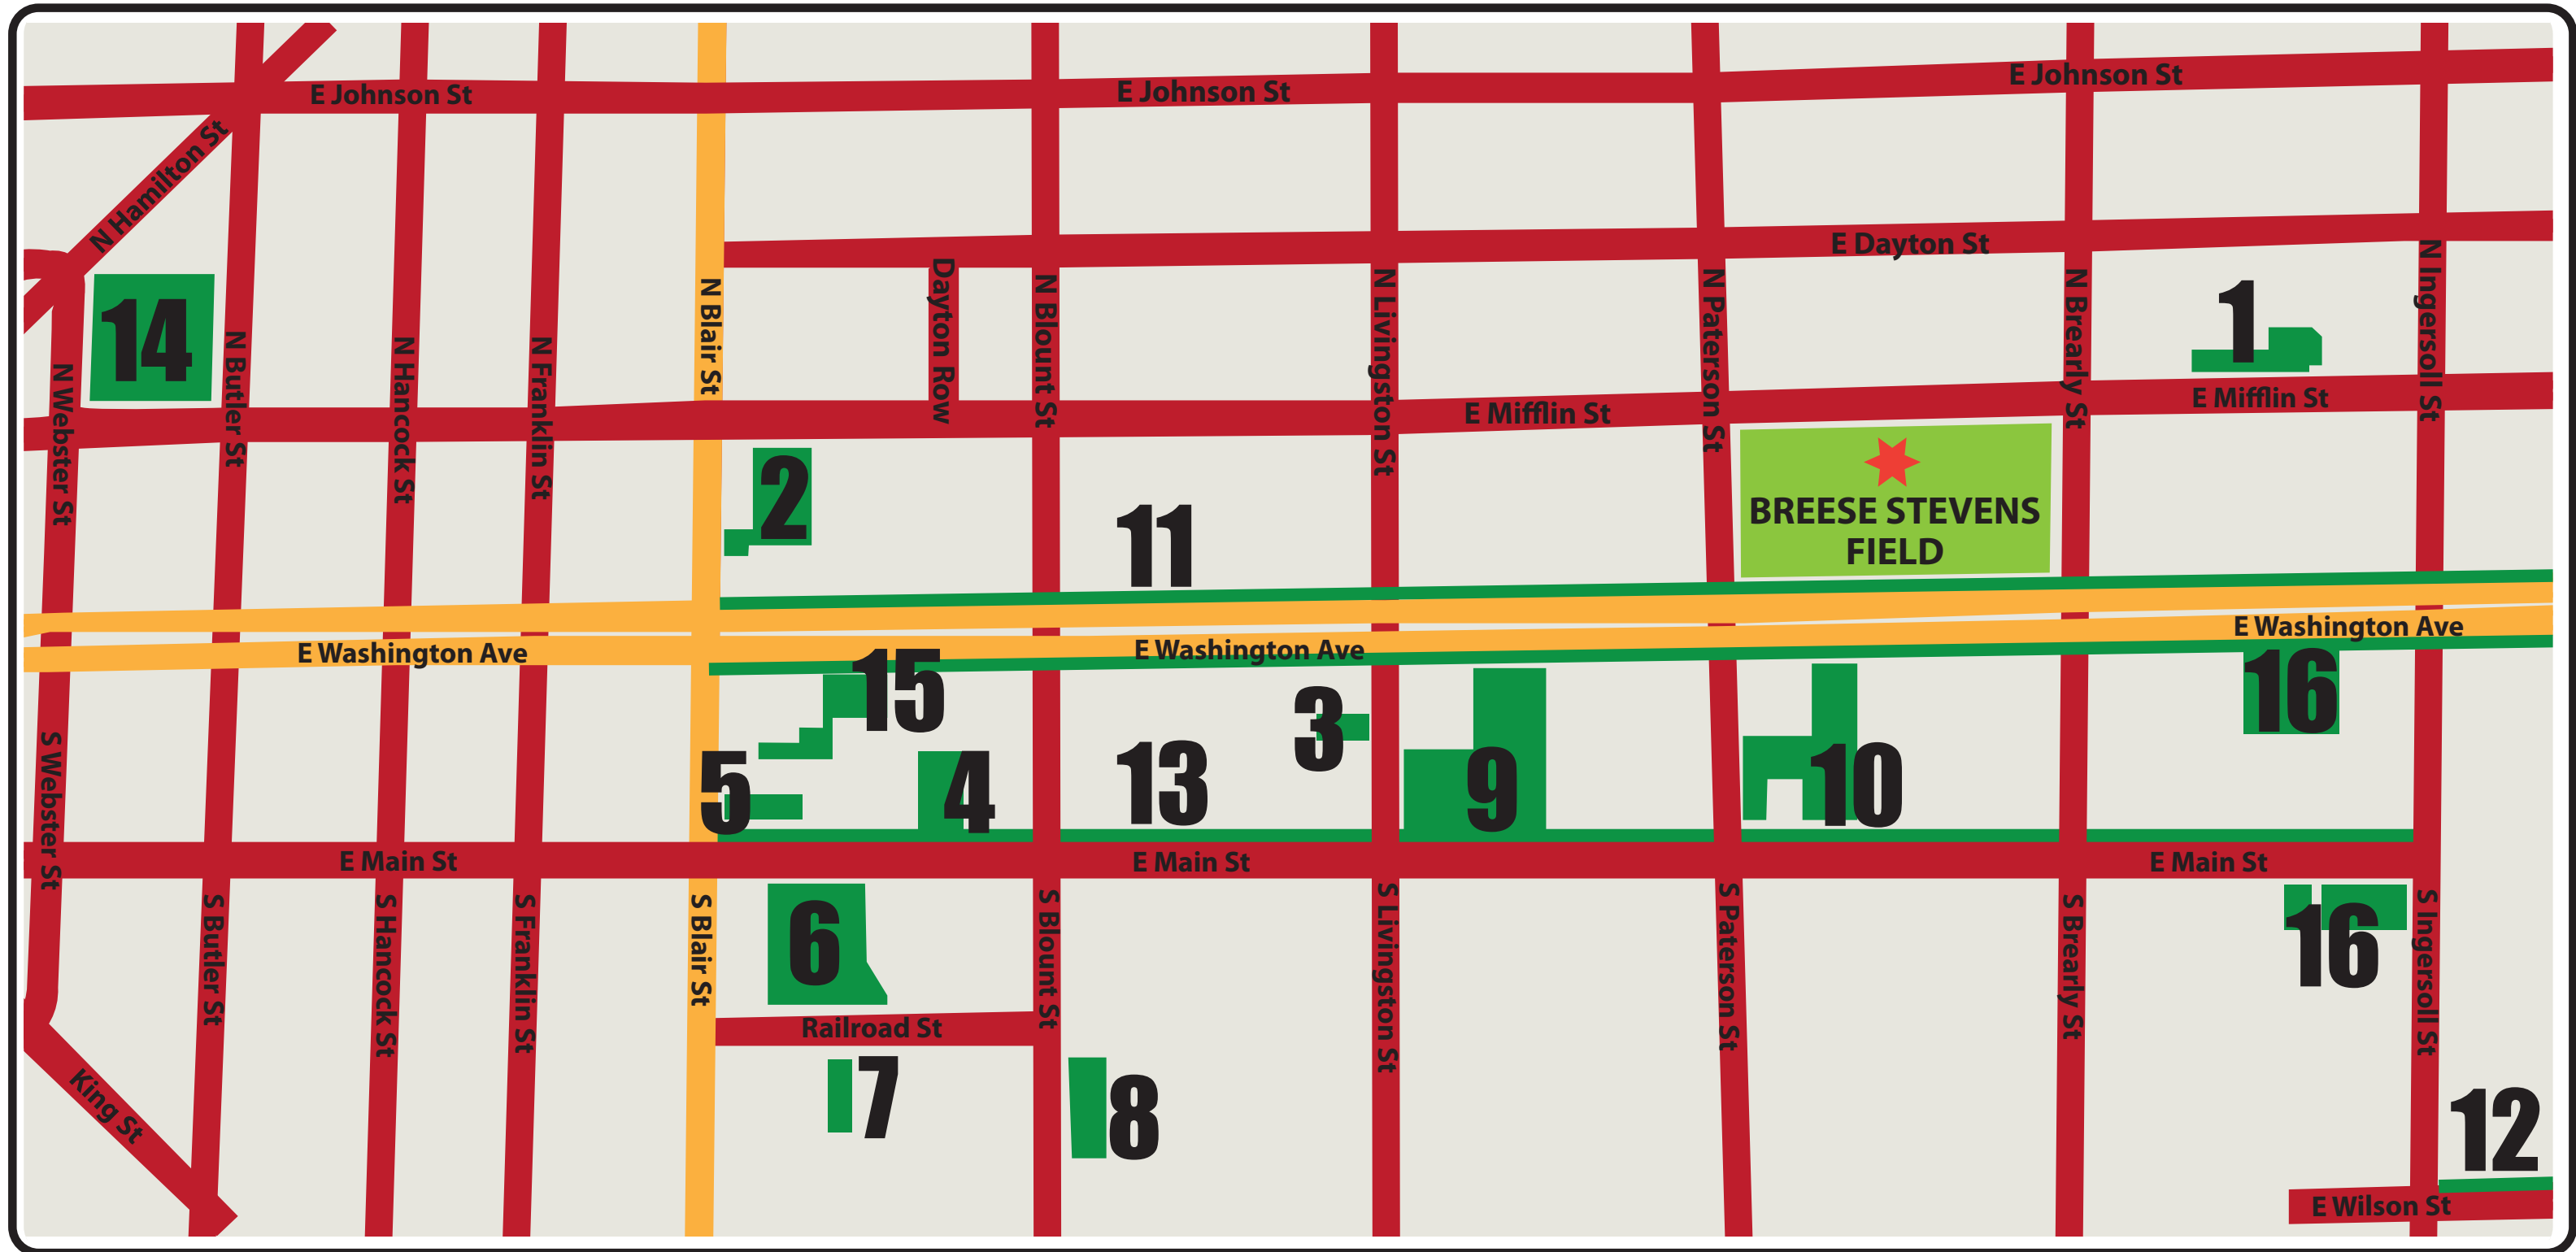 E Johnson St
E Johnson St
E Johnson St
N Hamilton St
E Dayton St
14
N Webster St
N Butler St
N Hancock St
N Franklin St
N Blair St
Dayton Row
N Blount St
N Livingston St
N Paterson St
N Brearly St
1
N Ingersoll St
E Mifflin St
E Mifflin St
2
11
BREESE STEVENS
FIELD
E Washington Ave
E Washington Ave
E Washington Ave
15
3
16
5
4
13
9
10
S Webster St
E Main St
E Main St
E Main St
S Butler St
S Hancock St
S Franklin St
S Blair St
6
S Blount St
S Livingston St
S Paterson St
S Brearly St
16
S Ingersoll St
Railroad St
King St
7
8
12
E Wilson St